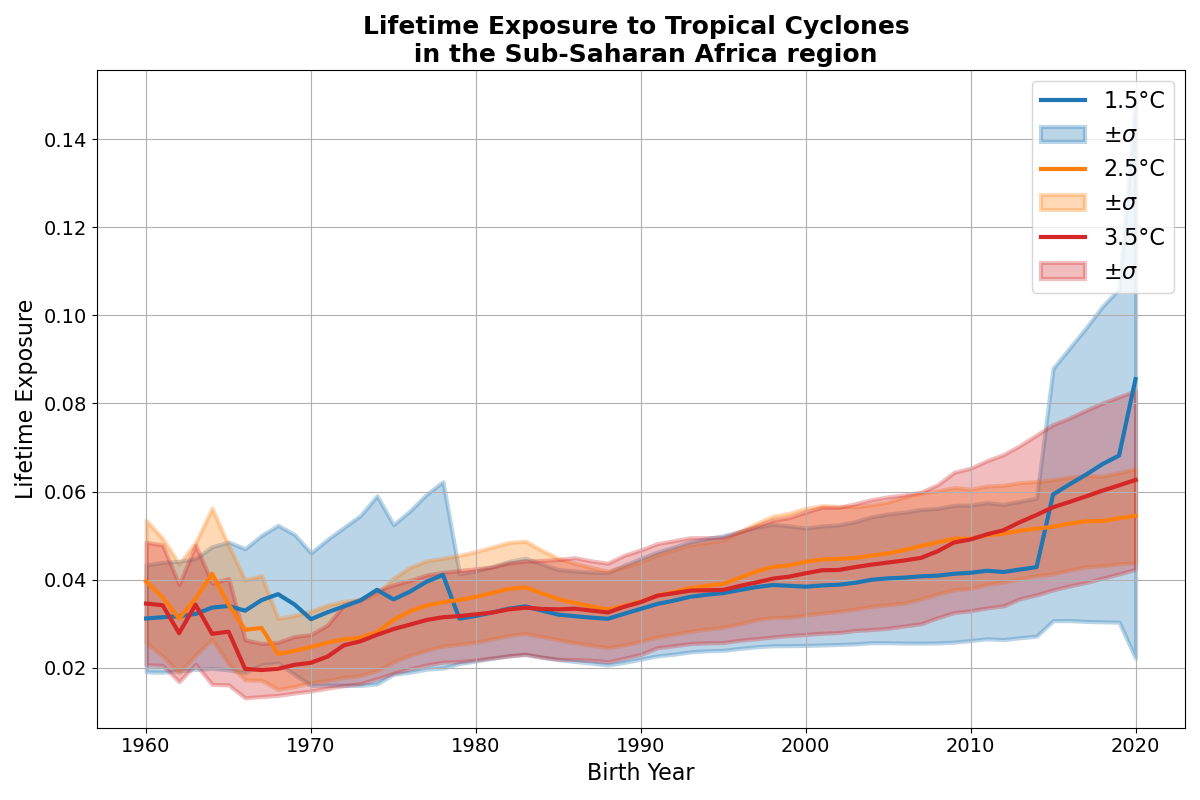 Lifetime Exposure to Tropical Cyclones
in the Sub-Saharan Africa region
1.5°C
±σ
2.5°C
±σ
3.5°C
±σ
Lifetime Exposure
0.14
0.12
0.10
0.08
0.06
0.04
0.02
1960 1970 1980 1990 2000 2010 2020
Birth Year